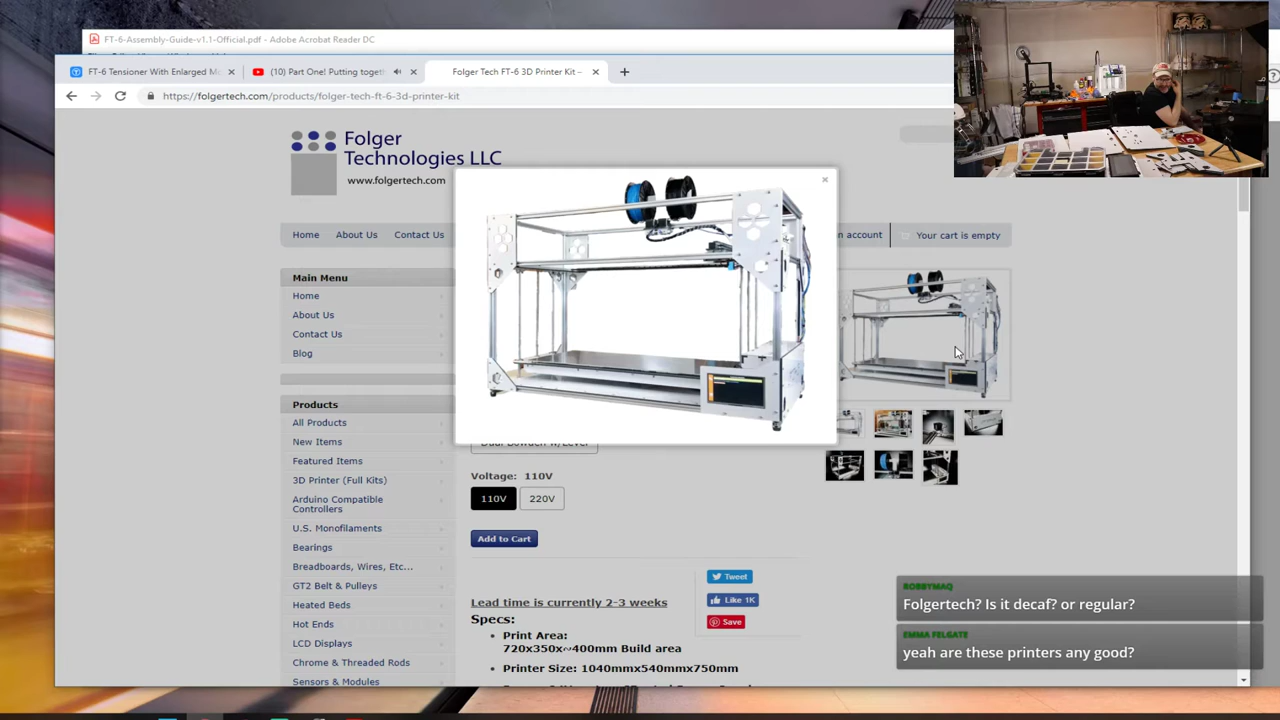 FT-6-Assembly-Guide-v1.1-Official.pdf - Adobe Acrobat Reader DC
FT-6 Tensioner With Enlarged Mo
(10) Part One! Putting togeth
Folger Tech FT-6 3D Printer Kit –
https://folgertech.com/products/folger-tech-ft-6-3d-printer-kit
Folger
Technologies LLC
www.folgertech.com
Home
About Us
Contact Us
n account
Your cart is empty
Main Menu
Home
About Us
Contact Us
Blog
Products
All Products
New Items
Featured Items
3D Printer (Full Kits)
Arduino Compatible
Controllers
U.S. Monofilaments
Bearings
Breadboards, Wires, Etc...
GT2 Belt & Pulleys
Heated Beds
Hot Ends
LCD Displays
Chrome & Threaded Rods
Sensors & Modules
Voltage: 110V
110V
220V
Add to Cart
Tweet
Like 1K
Save
Lead time is currently 2-3 weeks
Specs:
Print Area:
720x350x~400mm Build area
Printer Size: 1040mmx540mmx750mm
ROBBYMAQ
Folgertech? Is it decaf? or regular?
EMMA FELGATE
yeah are these printers any good?